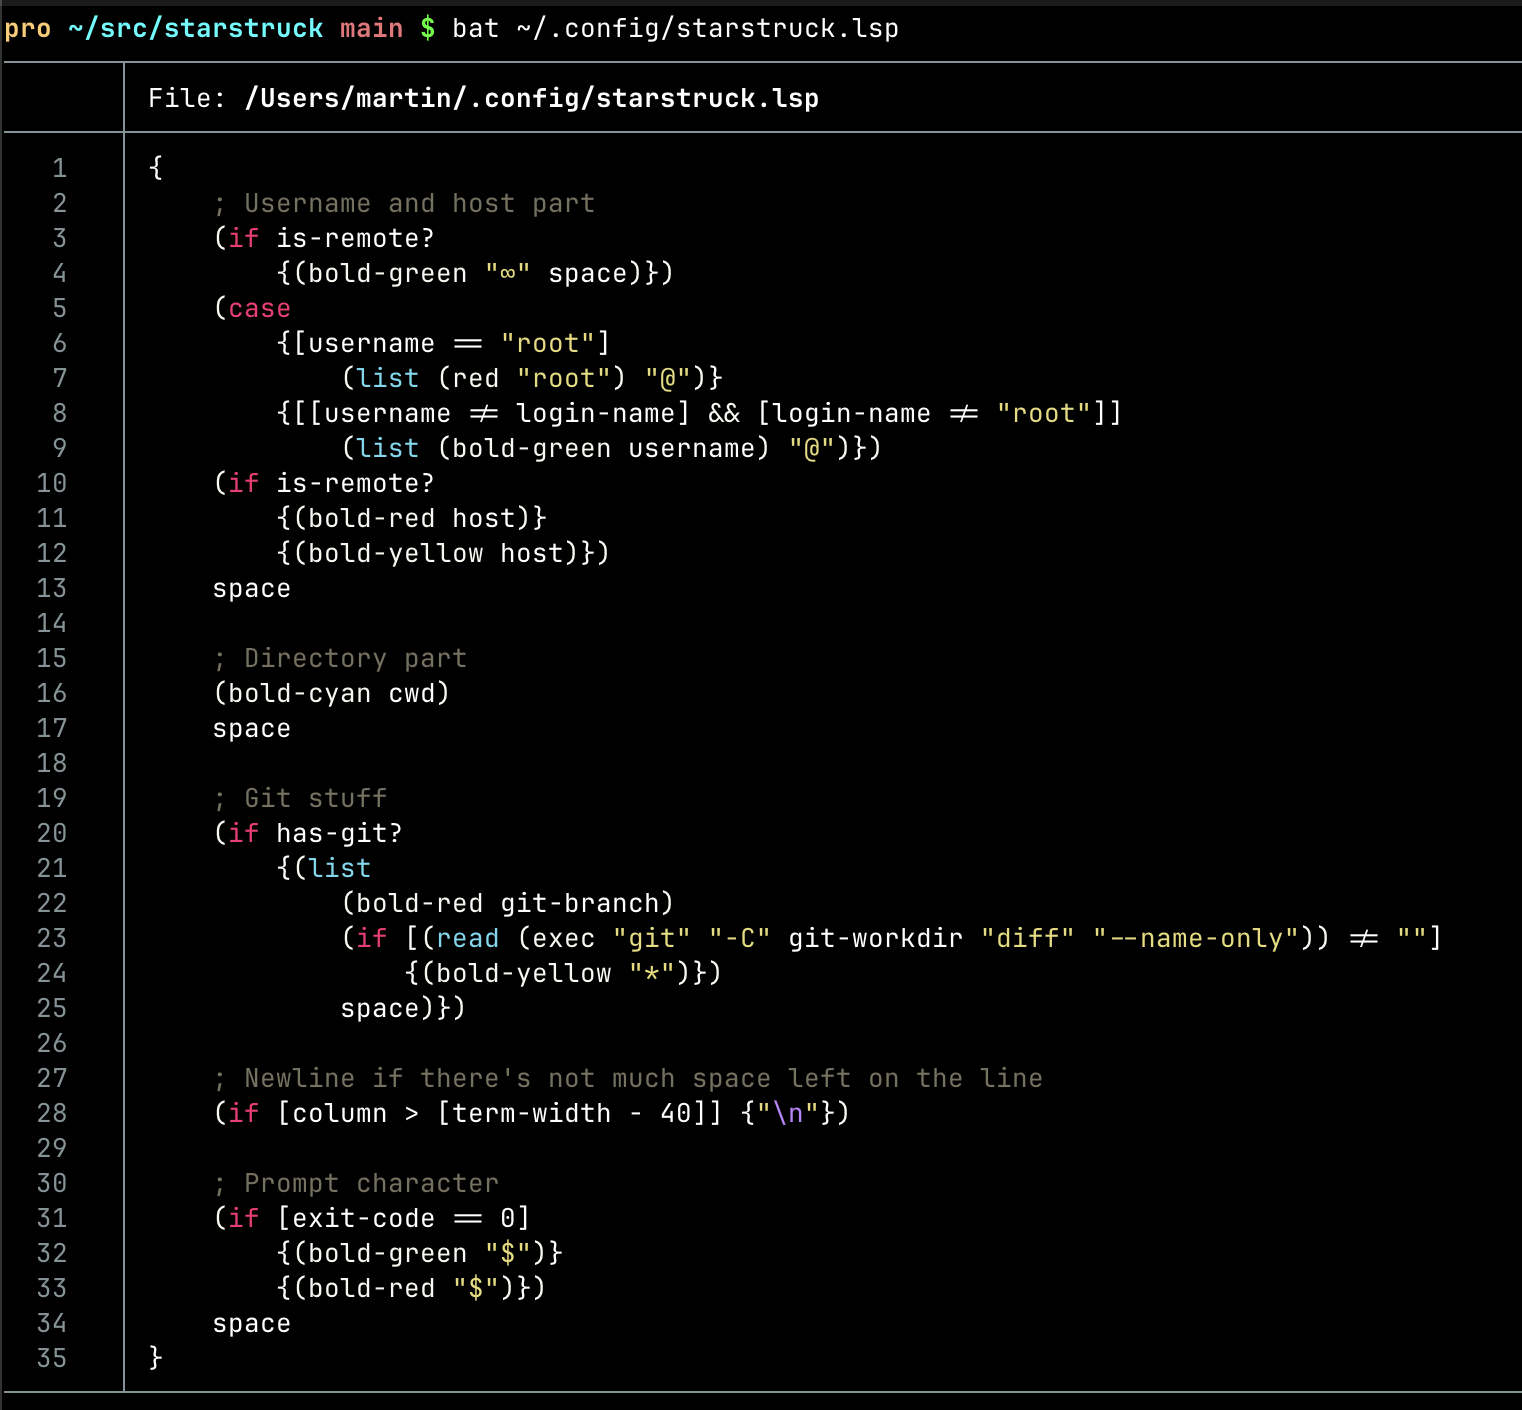 pro ~/src/starstruck main $ bat ~/.config/starstruck.lsp
File: /Users/martin/.config/starstruck.lsp
1 {
2     ; Username and host part
3     (if is-remote?
4         {(bold-green "∞" space)})
5     (case
6         {[username == "root"]
7             (list (red "root") "@")}
8         {[[username != login-name] && [login-name != "root"]]
9             (list (bold-green username) "@")})
10     (if is-remote?
11         {(bold-red host)}
12         {(bold-yellow host)})
13     space
14
15     ; Directory part
16     (bold-cyan cwd)
17     space
18
19     ; Git stuff
20     (if has-git?
21         {(list
22             (bold-red git-branch)
23             (if [(read (exec "git" "-C" git-workdir "diff" "--name-only")) != ""]
24                 {(bold-yellow "*")})
25             space)})
26
27     ; Newline if there's not much space left on the line
28     (if [column > [term-width - 40]] {"\n"})
29
30     ; Prompt character
31     (if [exit-code == 0]
32         {(bold-green "$")}
33         {(bold-red "$")})
34     space
35 }